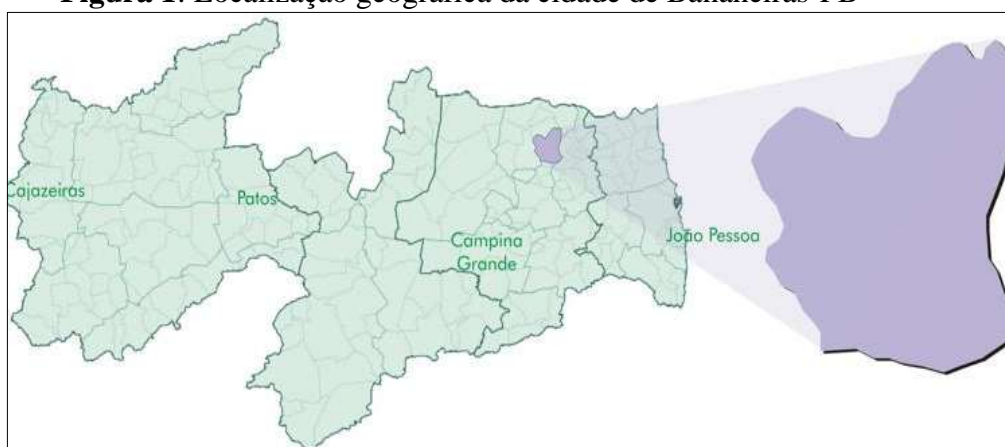 Figura 1. Localização geográfica da cidade de Bananeiras-PB
Cajazeiras
Patos
Campina
Grande
João Pessoa